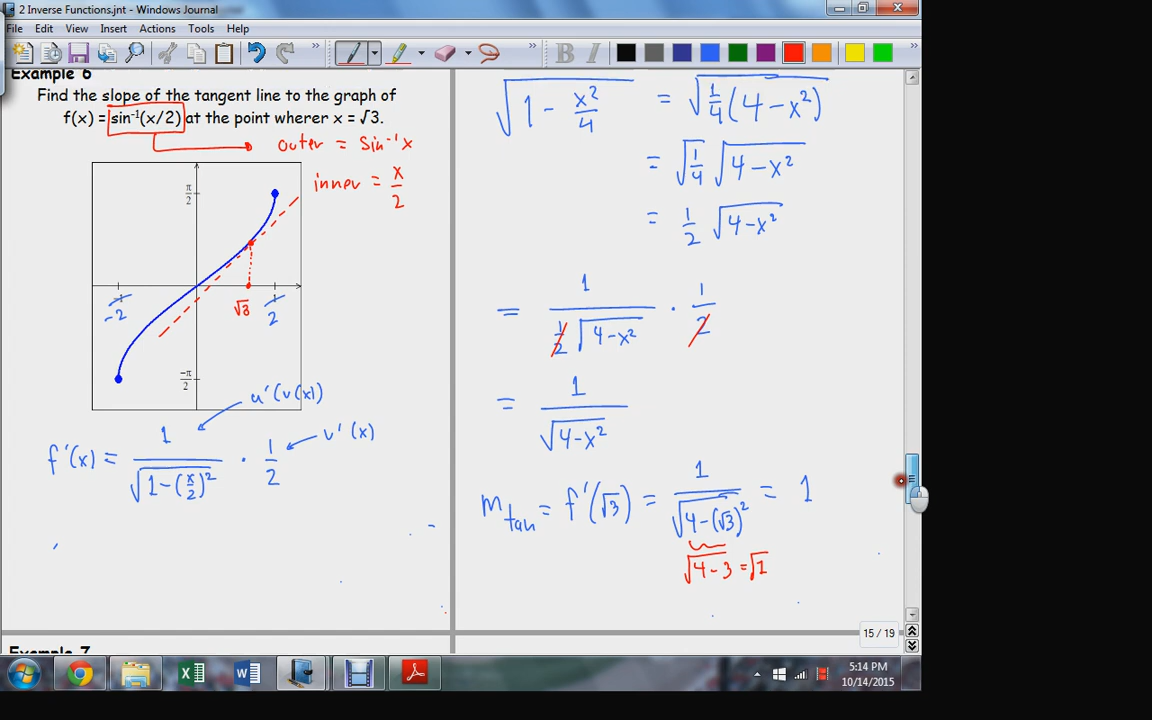 2 Inverse Functions.jnt - Windows Journal
File Edit View Insert Actions Tools Help
B I
Example 6
Find the slope of the tangent line to the graph of
f(x) = sin⁻¹(x/2) at the point wherer x = √3.
outer = sin⁻¹x
inner = x/2
π/2
-2
√3
2
-π/2
u'(v(x))
f'(x) = 1/√(1-(x/2)²) · 1/2
v'(x)
√(1 - x²/4) = √(1/4(4-x²))
= √(1/4) √(4-x²)
= 1/2 √(4-x²)
= 1/(1/2 √(4-x²)) · 1/2
= 1/√(4-x²)
m tan = f'(√3) = 1/√(4-(√3)²) = 1
√(4-3) = √1
15 / 19
Example 7
5:14 PM
10/14/2015